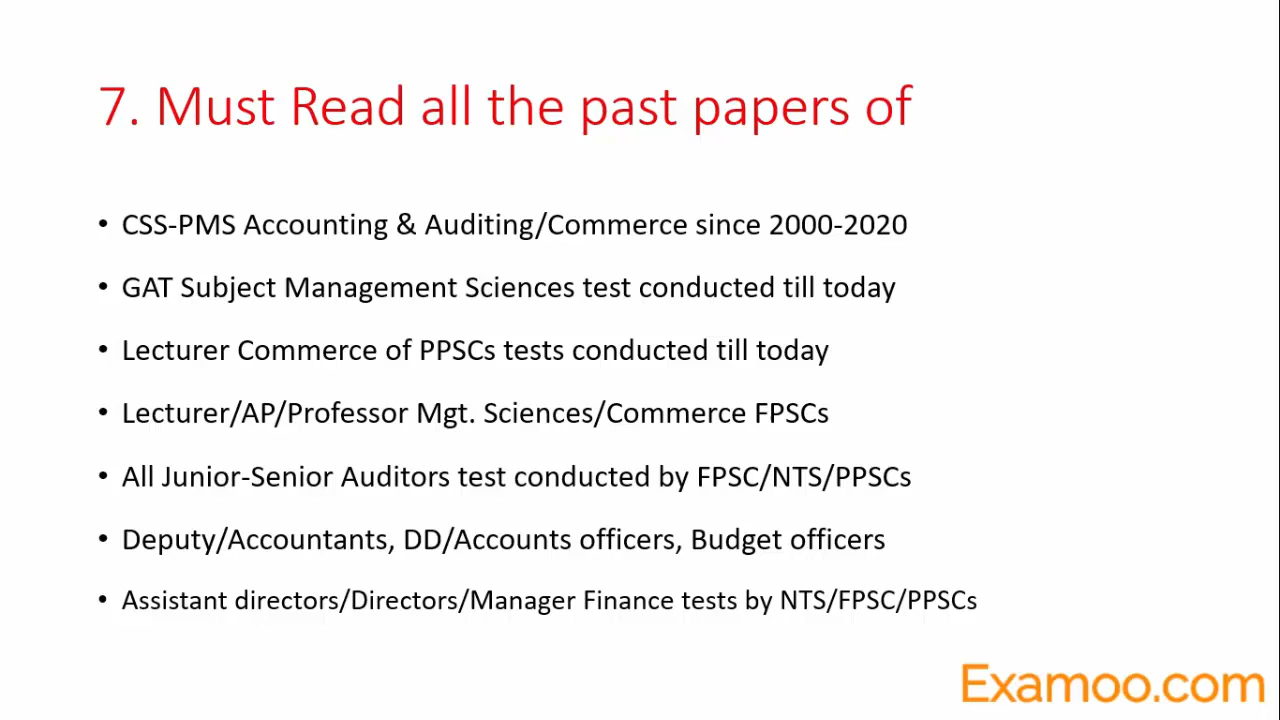 7. Must Read all the past papers of
• CSS-PMS Accounting & Auditing/Commerce since 2000-2020
• GAT Subject Management Sciences test conducted till today
• Lecturer Commerce of PPSCs tests conducted till today
• Lecturer/AP/Professor Mgt. Sciences/Commerce FPSCs
• All Junior-Senior Auditors test conducted by FPSC/NTS/PPSCs
• Deputy/Accountants, DD/Accounts officers, Budget officers
• Assistant directors/Directors/Manager Finance tests by NTS/FPSC/PPSCs
Examoo.com